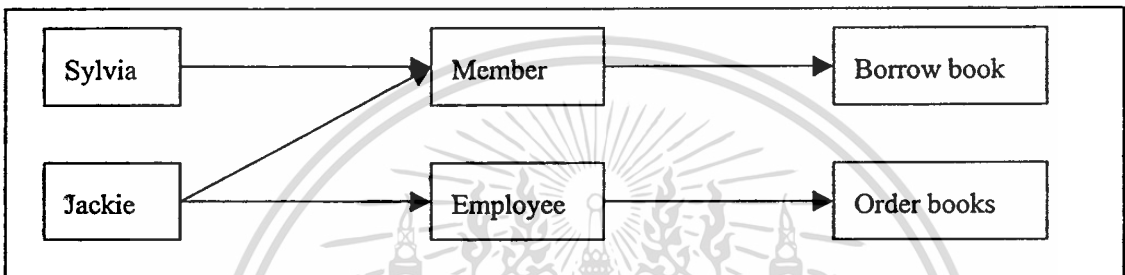 Sylvia
Member
Borrow book
Jackie
Employee
Order books